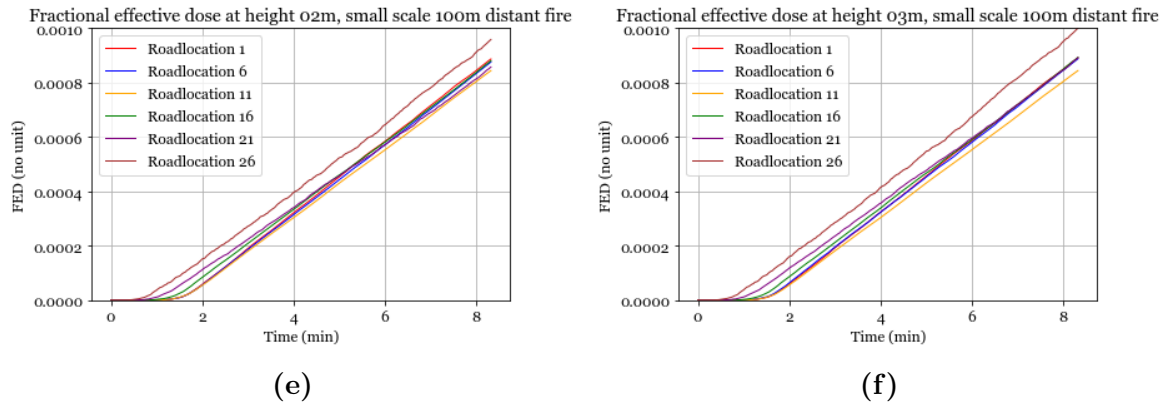 Fractional effective dose at height 02m, small scale 100m distant fire
0.0010
0.0008
0.0006
0.0004
0.0002
0.0000
FED (no unit)
Roadlocation 1
Roadlocation 6
Roadlocation 11
Roadlocation 16
Roadlocation 21
Roadlocation 26
0 2 4 6 8
Time (min)
(e)
Fractional effective dose at height 03m, small scale 100m distant fire
0.0010
0.0008
0.0006
0.0004
0.0002
0.0000
FED (no unit)
Roadlocation 1
Roadlocation 6
Roadlocation 11
Roadlocation 16
Roadlocation 21
Roadlocation 26
0 2 4 6 8
Time (min)
(f)